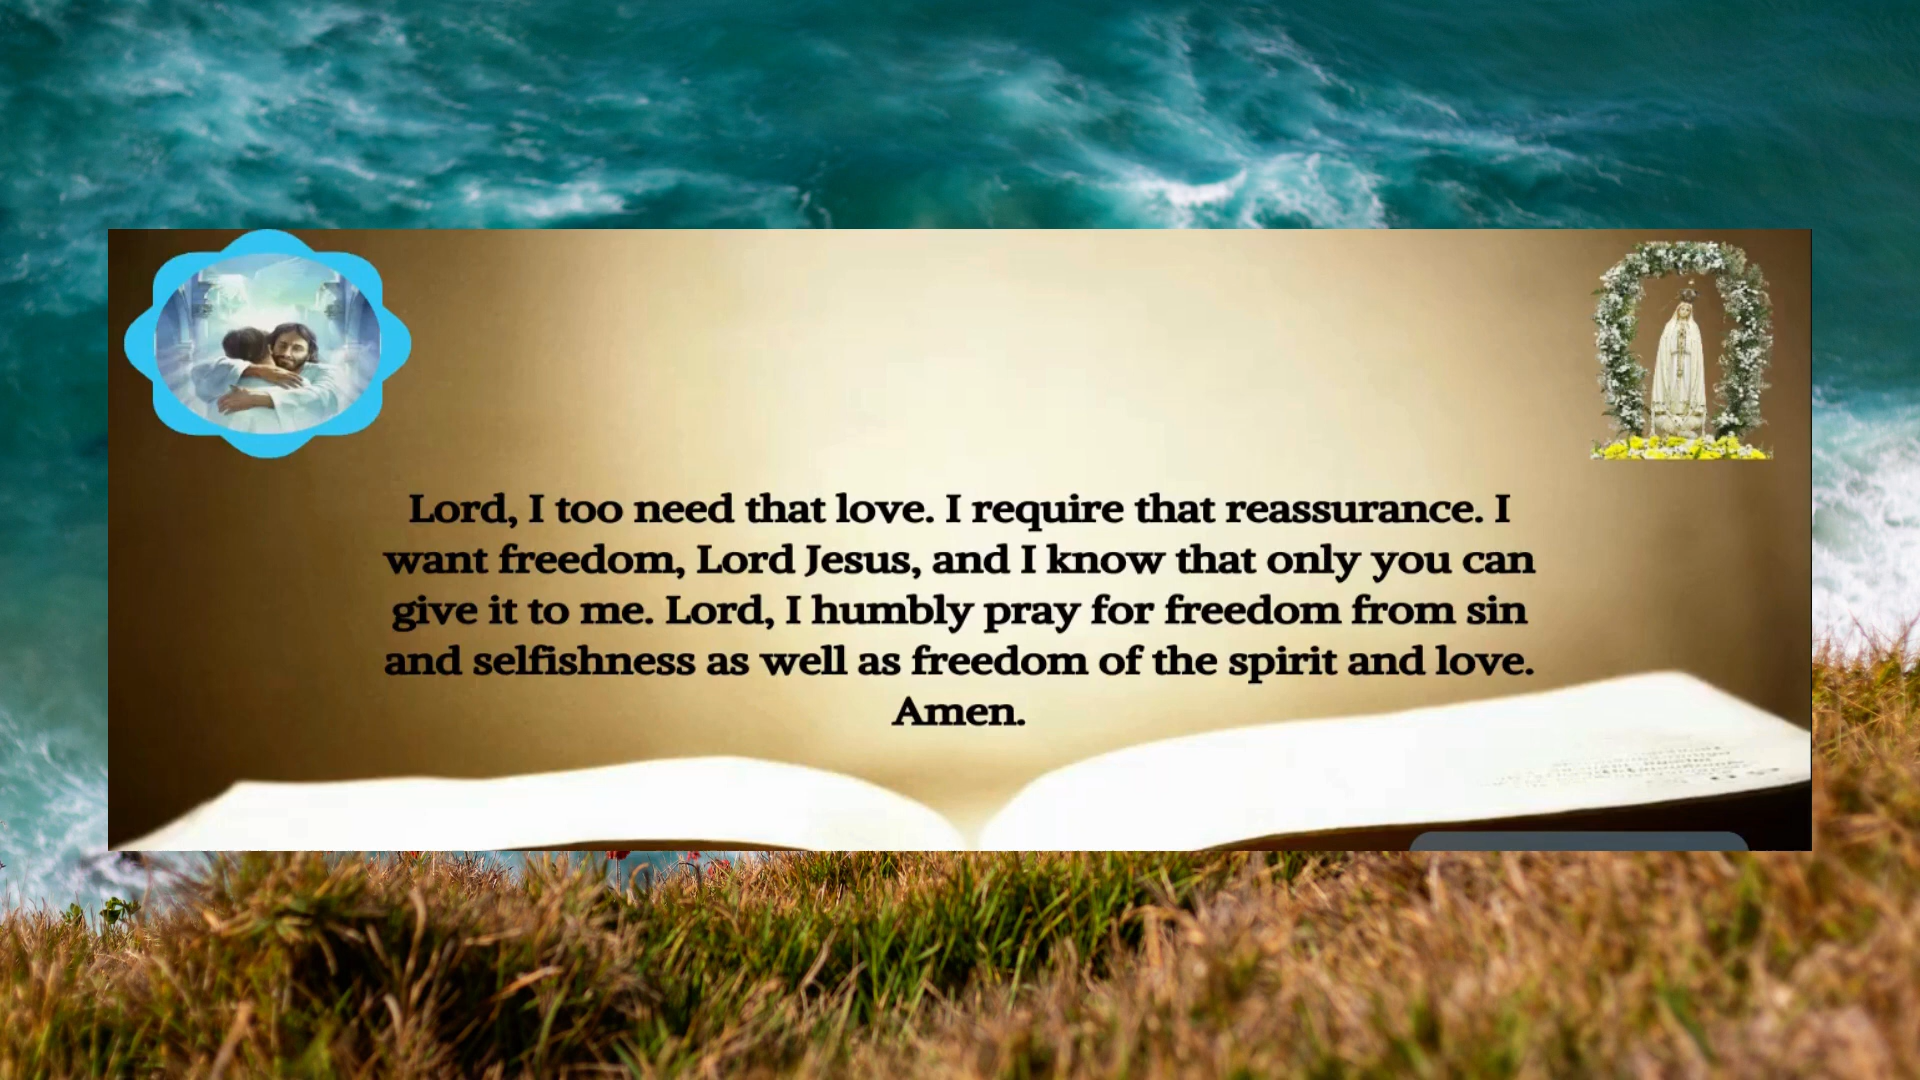 Lord, I too need that love. I require that reassurance. I
want freedom, Lord Jesus, and I know that only you can
give it to me. Lord, I humbly pray for freedom from sin
and selfishness as well as freedom of the spirit and love.
Amen.